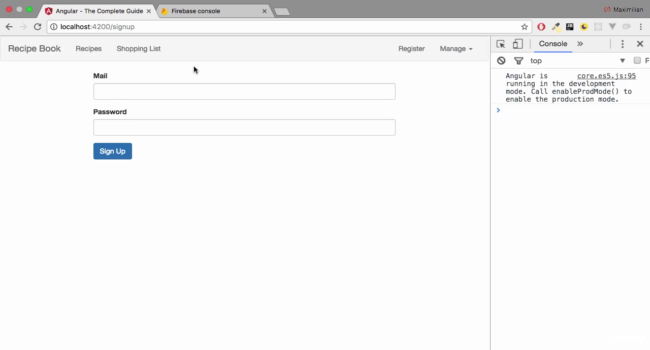 Angular - The Complete Guide
Firebase console
Maximilian
localhost:4200/signup
Recipe Book
Recipes
Shopping List
Register
Manage
Mail
Password
Sign Up
Console
top
F
Angular is core.es5.js:95
running in the development
mode. Call enableProdMode() to
enable the production mode.